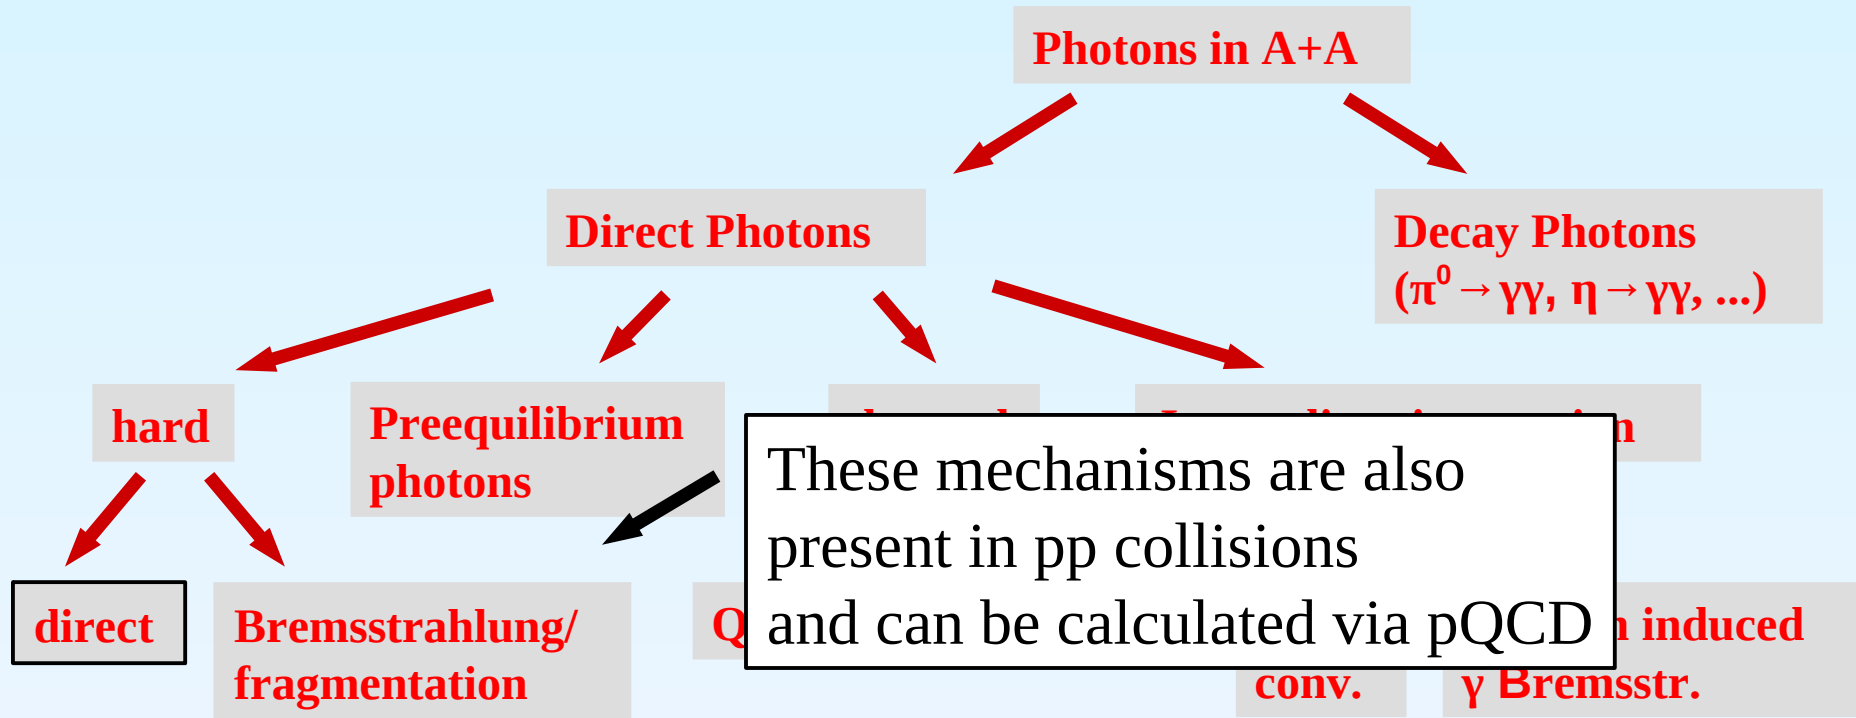 Photons in A+A
Direct Photons
Decay Photons
(π⁰→γγ, η→γγ, ...)
hard
Preequilibrium
photons
These mechanisms are also
present in pp collisions
and can be calculated via pQCD
direct
Bremsstrahlung/
fragmentation
induced
conv.
γ Bremsstr.